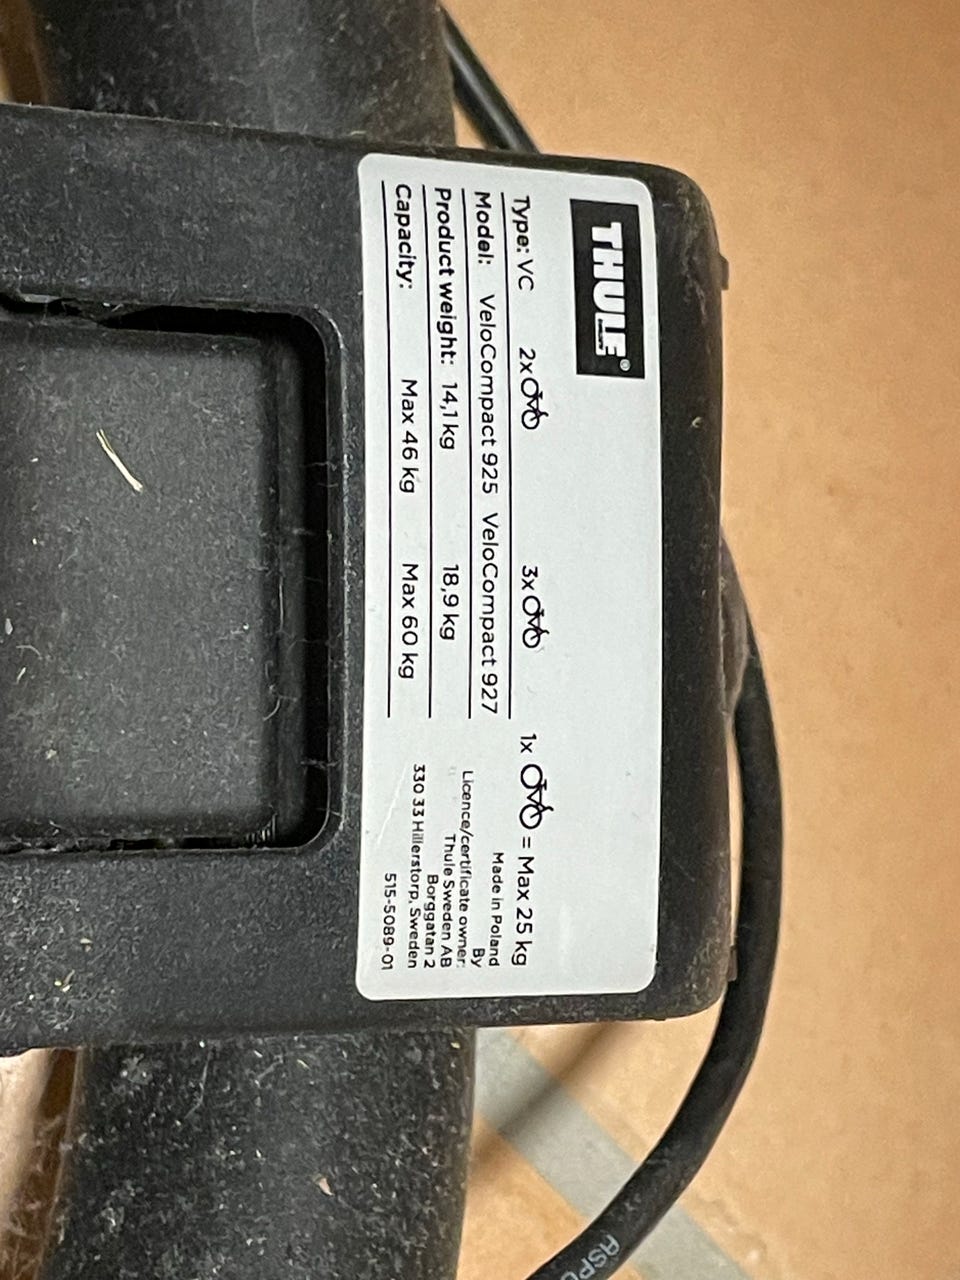 THULE®
SWEDEN
Type: VC 2x 3x 1x = Max 25 kg
Model: VeloCompact 925 VeloCompact 927
Product weight: 14,1 kg 18,9 kg
Capacity: Max 46 kg Max 60 kg
Made in Poland
By
Licence/certificate owner:
Thule Sweden AB
Borggatan 2
330 33 Hillerstorp, Sweden
515-5089-01